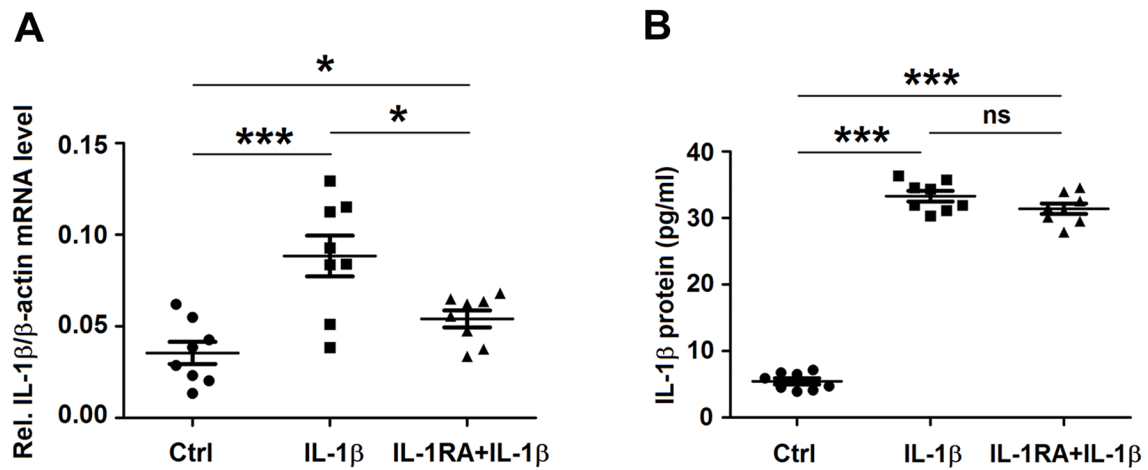 A
Rel. IL-1β/β-actin mRNA level
*
***
*
0.15
0.10
0.05
0.00
Ctrl
IL-1β
IL-1RA+IL-1β
B
IL-1β protein (pg/ml)
***
***
ns
40
30
20
10
0
Ctrl
IL-1β
IL-1RA+IL-1β